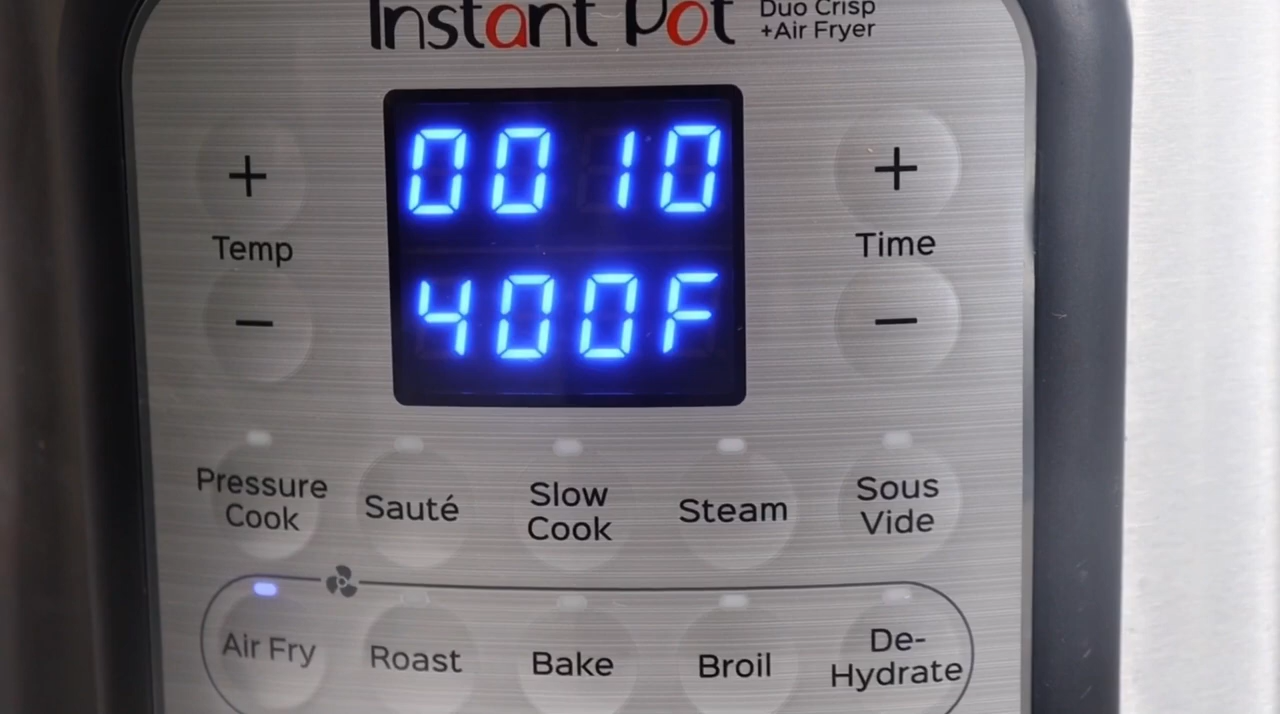 Instant Pot
Duo Crisp
+Air Fryer
0010
400F
+
Temp
−
+
Time
−
Pressure
Cook
Sauté
Slow
Cook
Steam
Sous
Vide
Air Fry
Roast
Bake
Broil
De-
Hydrate